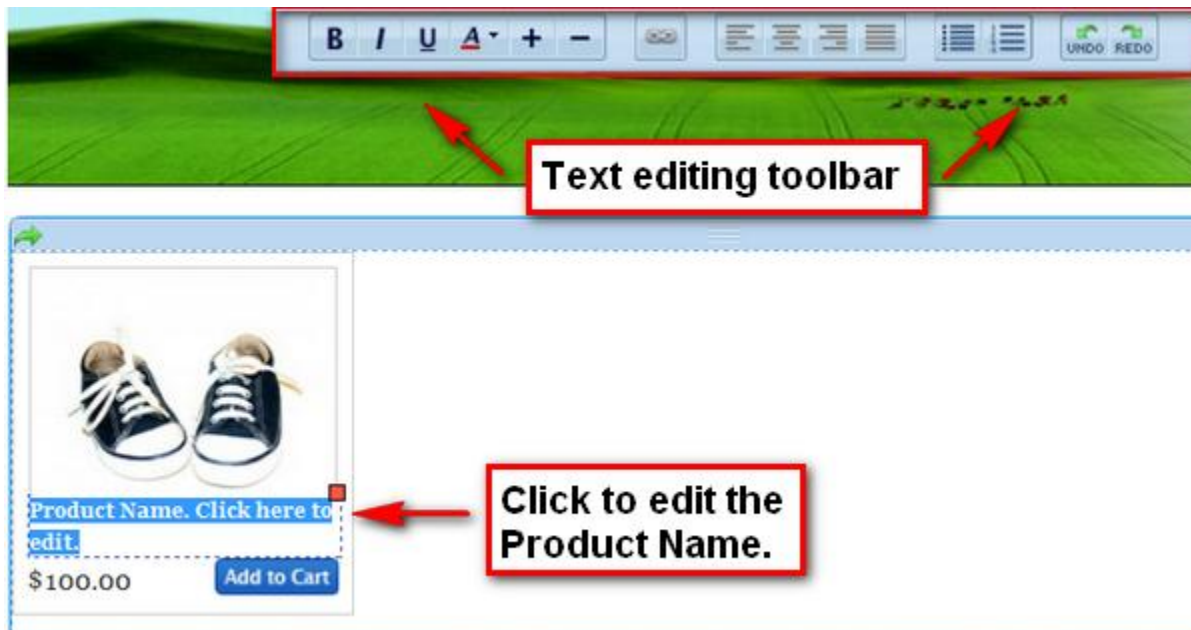 B I U A + −
UNDO REDO
Text editing toolbar
Product Name. Click here to
edit.
Click to edit the
Product Name.
$100.00 Add to Cart